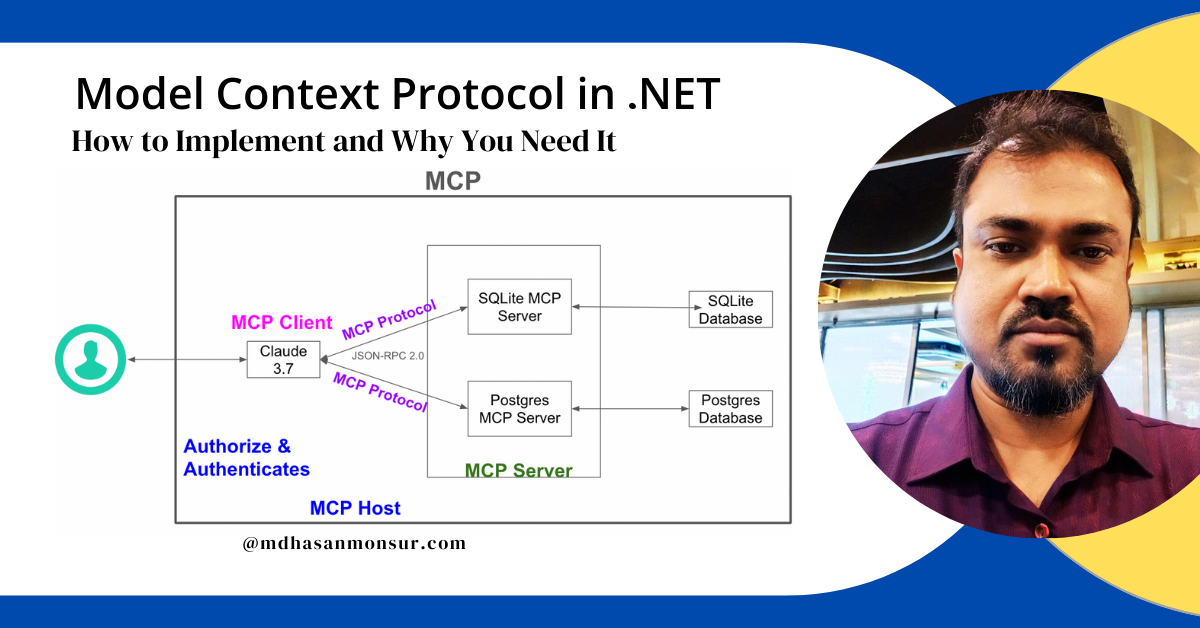 Model Context Protocol in .NET
How to Implement and Why You Need It
MCP
SQLite MCP
Server
SQLite
Database
MCP Client
MCP Protocol
Claude
3.7
JSON-RPC 2.0
MCP Protocol
Postgres
MCP Server
Postgres
Database
Authorize &
Authenticates
MCP Server
MCP Host
@mdhasanmonsur.com